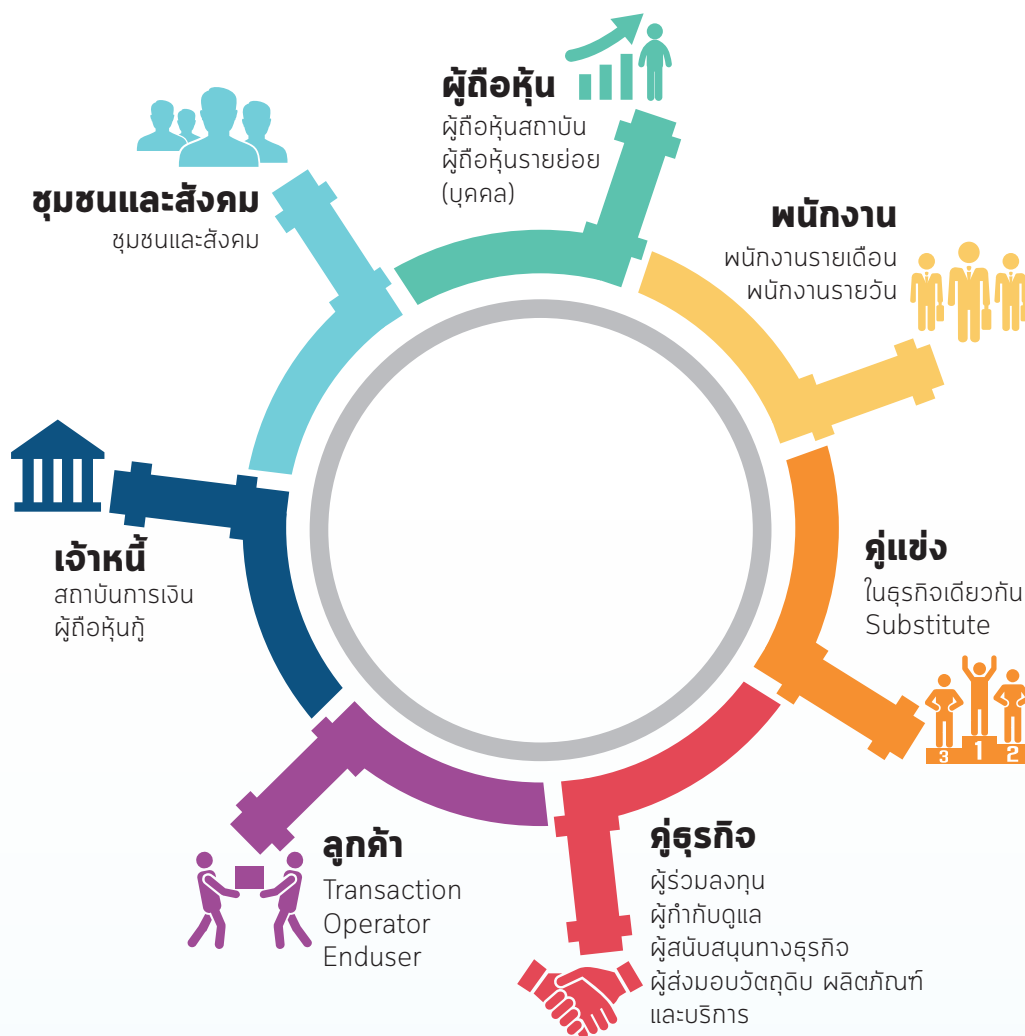 ผู้ถือหุ้น
ผู้ถือหุ้นสถาบัน
ผู้ถือหุ้นรายย่อย
(บุคคล)
พนักงาน
พนักงานรายเดือน
พนักงานรายวัน
คู่แข่ง
ในธุรกิจเดียวกัน
Substitute
3 1 2
คู่ธุรกิจ
ผู้ร่วมลงทุน
ผู้กำกับดูแล
ผู้สนับสนุนทางธุรกิจ
ผู้ส่งมอบวัตถุดิบ ผลิตภัณฑ์
และบริการ
ลูกค้า
Transaction
Operator
Enduser
เจ้าหนี้
สถาบันการเงิน
ผู้ถือหุ้นกู้
ชุมชนและสังคม
ชุมชนและสังคม